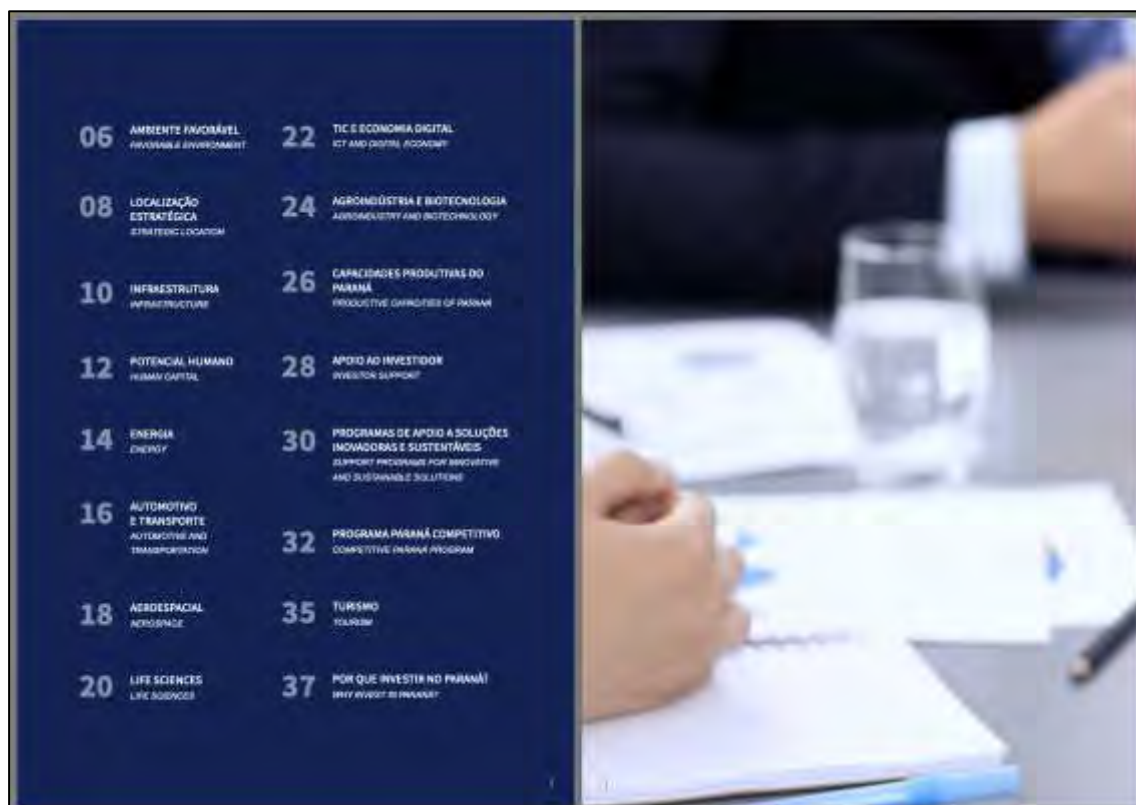 06
AMBIENTE FAVORÁVEL
FAVORABLE ENVIRONMENT
08
LOCALIZAÇÃO
ESTRATÉGICA
STRATEGIC LOCATION
10
INFRAESTRUTURA
INFRASTRUCTURE
12
POTENCIAL HUMANO
HUMAN CAPITAL
14
ENERGIA
ENERGY
16
AUTOMOTIVO
E TRANSPORTE
AUTOMOTIVE AND
TRANSPORTATION
18
AEROESPACIAL
AEROSPACE
20
LIFE SCIENCES
LIFE SCIENCES
22
TIC E ECONOMIA DIGITAL
ICT AND DIGITAL ECONOMY
24
AGROINDÚSTRIA E BIOTECNOLOGIA
AGROINDUSTRY AND BIOTECHNOLOGY
26
CAPACIDADES PRODUTIVAS DO
PARANÁ
PRODUCTIVE CAPACITIES OF PARANÁ
28
APOIO AO INVESTIDOR
INVESTOR SUPPORT
30
PROGRAMAS DE APOIO A SOLUÇÕES
INOVADORAS E SUSTENTÁVEIS
SUPPORT PROGRAMS FOR INNOVATIVE
AND SUSTAINABLE SOLUTIONS
32
PROGRAMA PARANÁ COMPETITIVO
COMPETITIVE PARANÁ PROGRAM
35
TURISMO
TOURISM
37
POR QUE INVESTIR NO PARANÁ?
WHY INVEST IN PARANÁ?